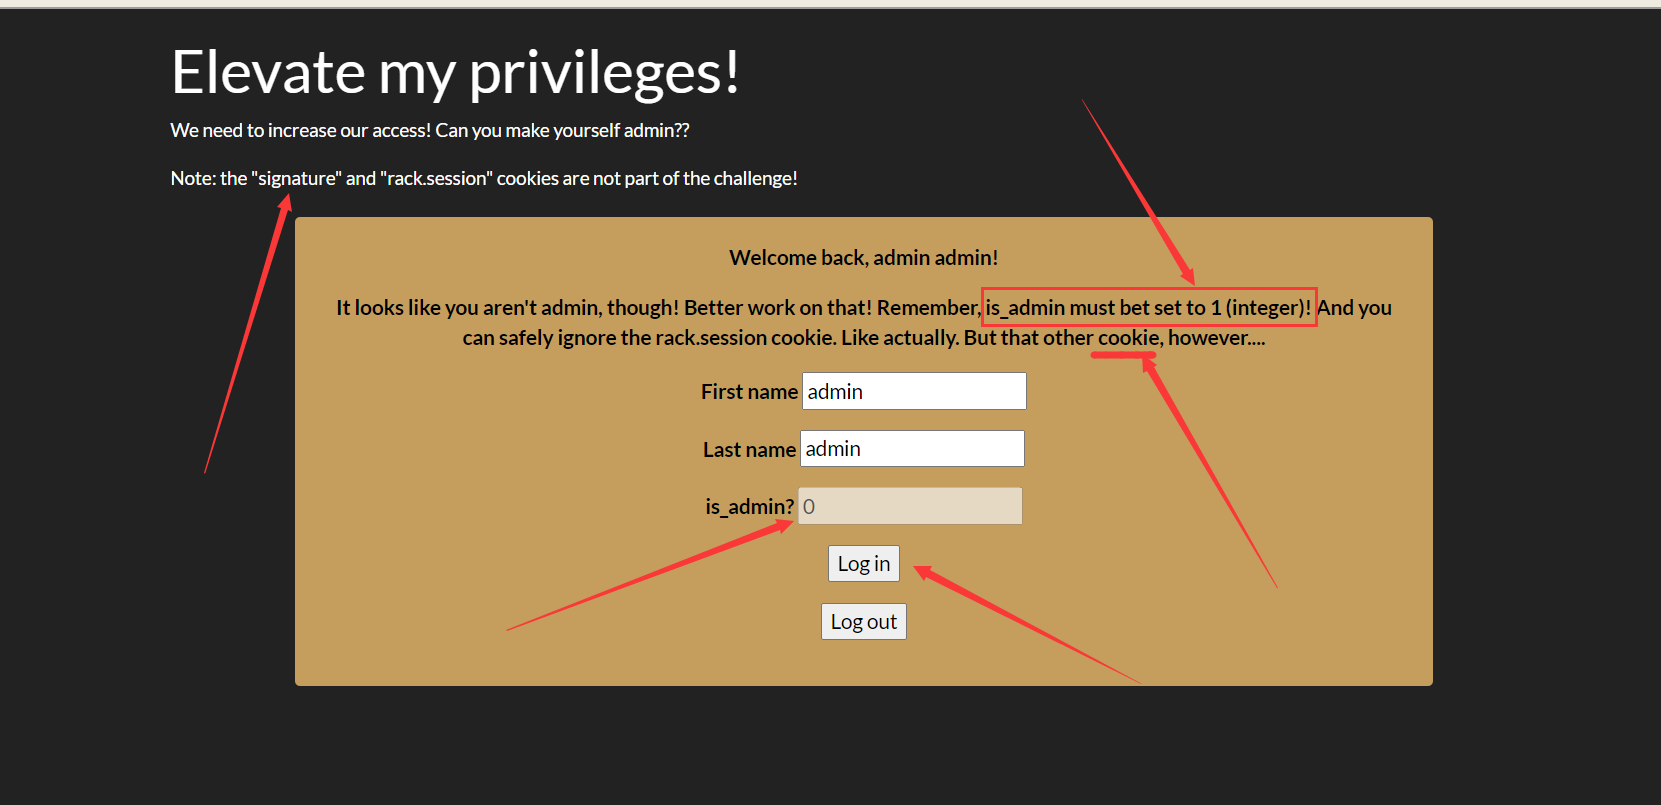 Elevate my privileges!
We need to increase our access! Can you make yourself admin??
Note: the "signature" and "rack.session" cookies are not part of the challenge!
Welcome back, admin admin!
It looks like you aren't admin, though! Better work on that! Remember, is_admin must bet set to 1 (integer)! And you
can safely ignore the rack.session cookie. Like actually. But that other cookie, however....
First name admin
Last name admin
is_admin? 0
Log in
Log out